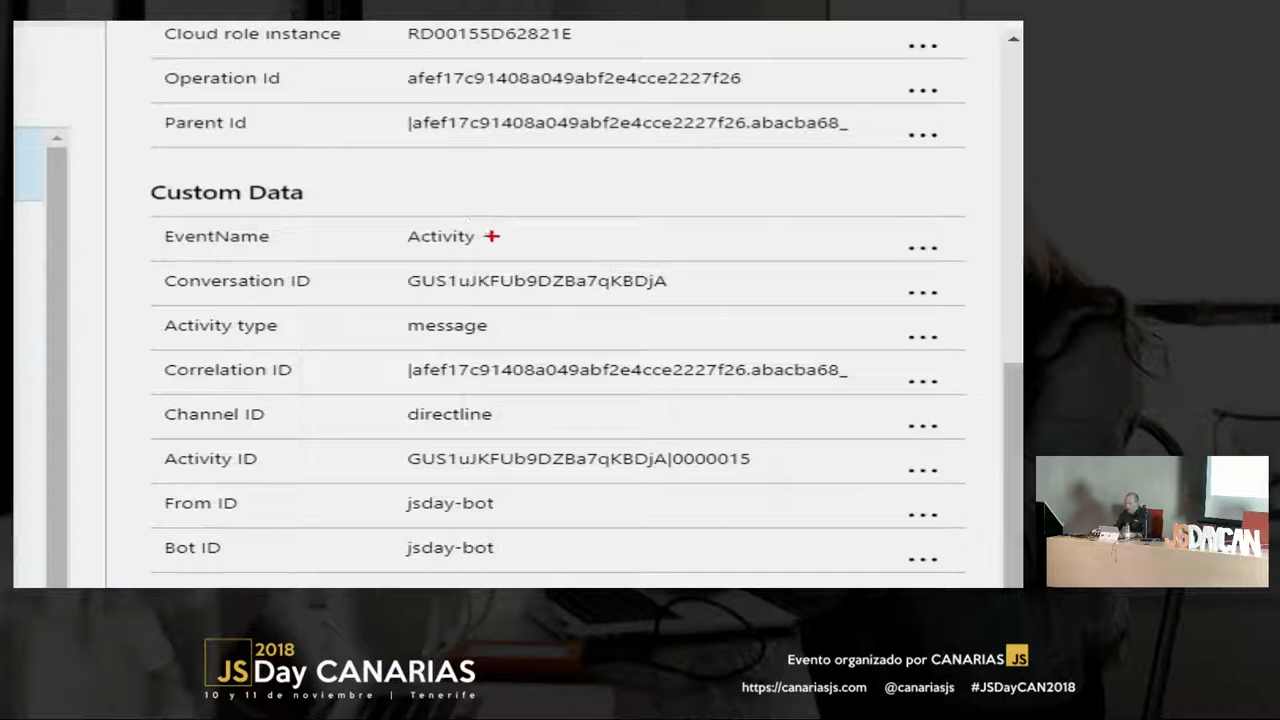 Cloud role instance RD00155D62821E
Operation Id afef17c91408a049abf2e4cce2227f26
Parent Id |afef17c91408a049abf2e4cce2227f26.abacba68_
Custom Data
EventName Activity
Conversation ID GUS1uJKFUb9DZBa7qKBDjA
Activity type message
Correlation ID |afef17c91408a049abf2e4cce2227f26.abacba68_
Channel ID directline
Activity ID GUS1uJKFUb9DZBa7qKBDjA|0000015
From ID jsday-bot
Bot ID jsday-bot
JSDAYCAN
2018
JSDay CANARIAS
10 y 11 de noviembre | Tenerife
Evento organizado por CANARIAS JS
https://canariasjs.com @canariasjs #JSDayCAN2018